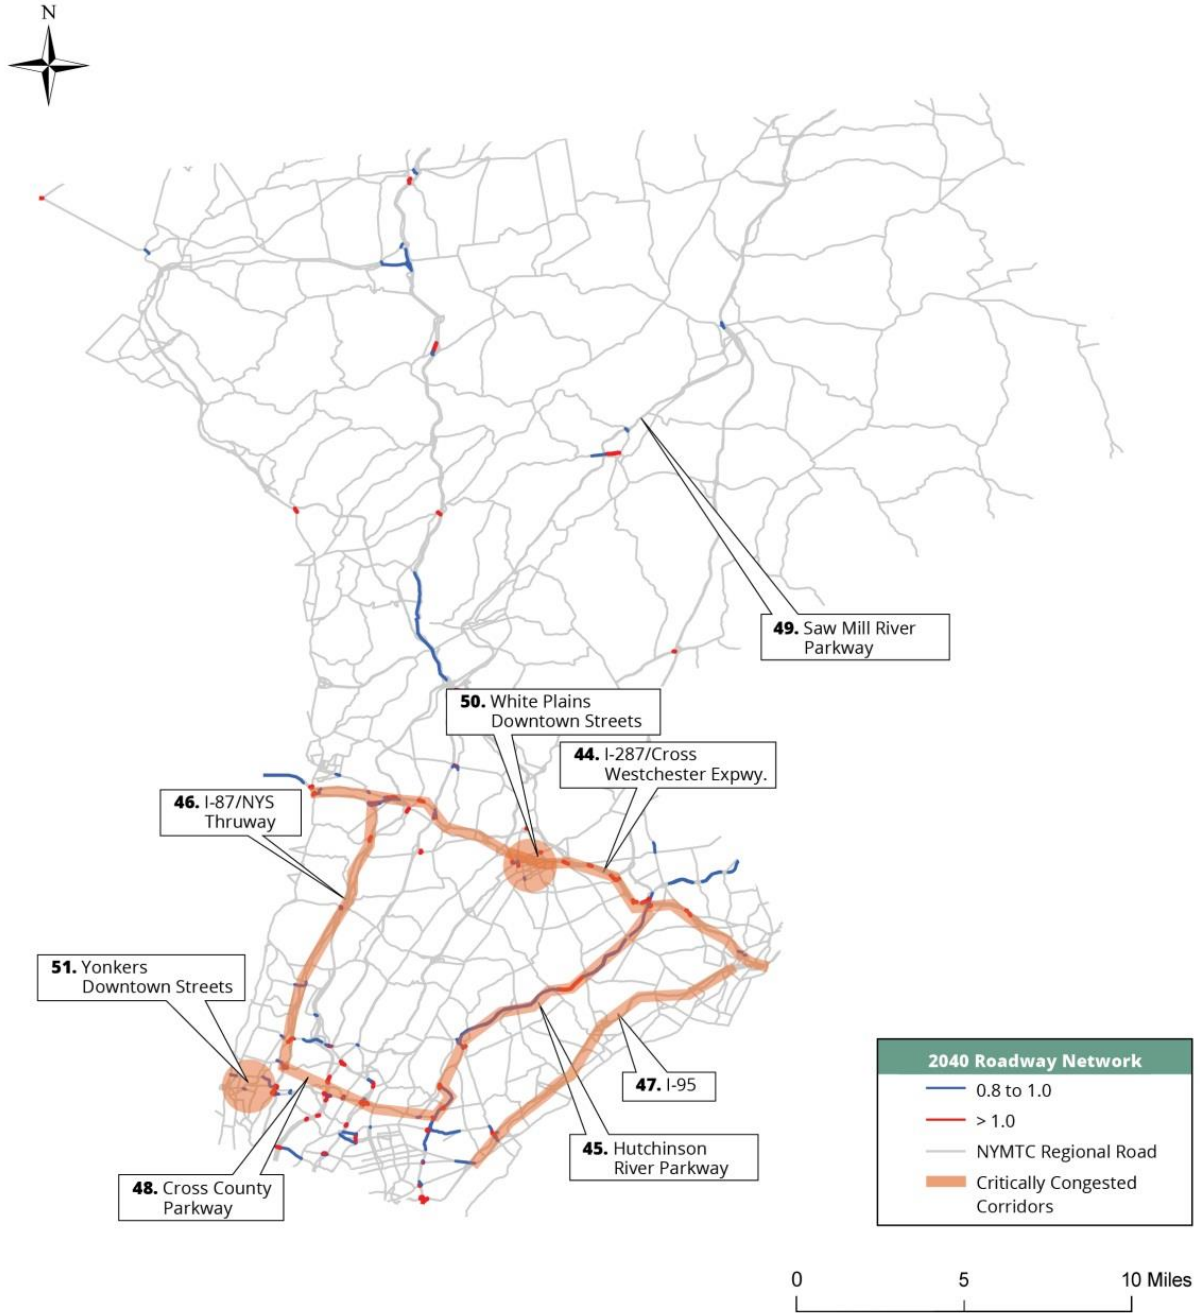 N
49. Saw Mill River
Parkway
50. White Plains
Downtown Streets
44. I-287/Cross
Westchester Expwy.
46. I-87/NYS
Thruway
51. Yonkers
Downtown Streets
47. I-95
45. Hutchinson
River Parkway
48. Cross County
Parkway
2040 Roadway Network
0.8 to 1.0
> 1.0
NYMTC Regional Road
Critically Congested
Corridors
0 5 10 Miles